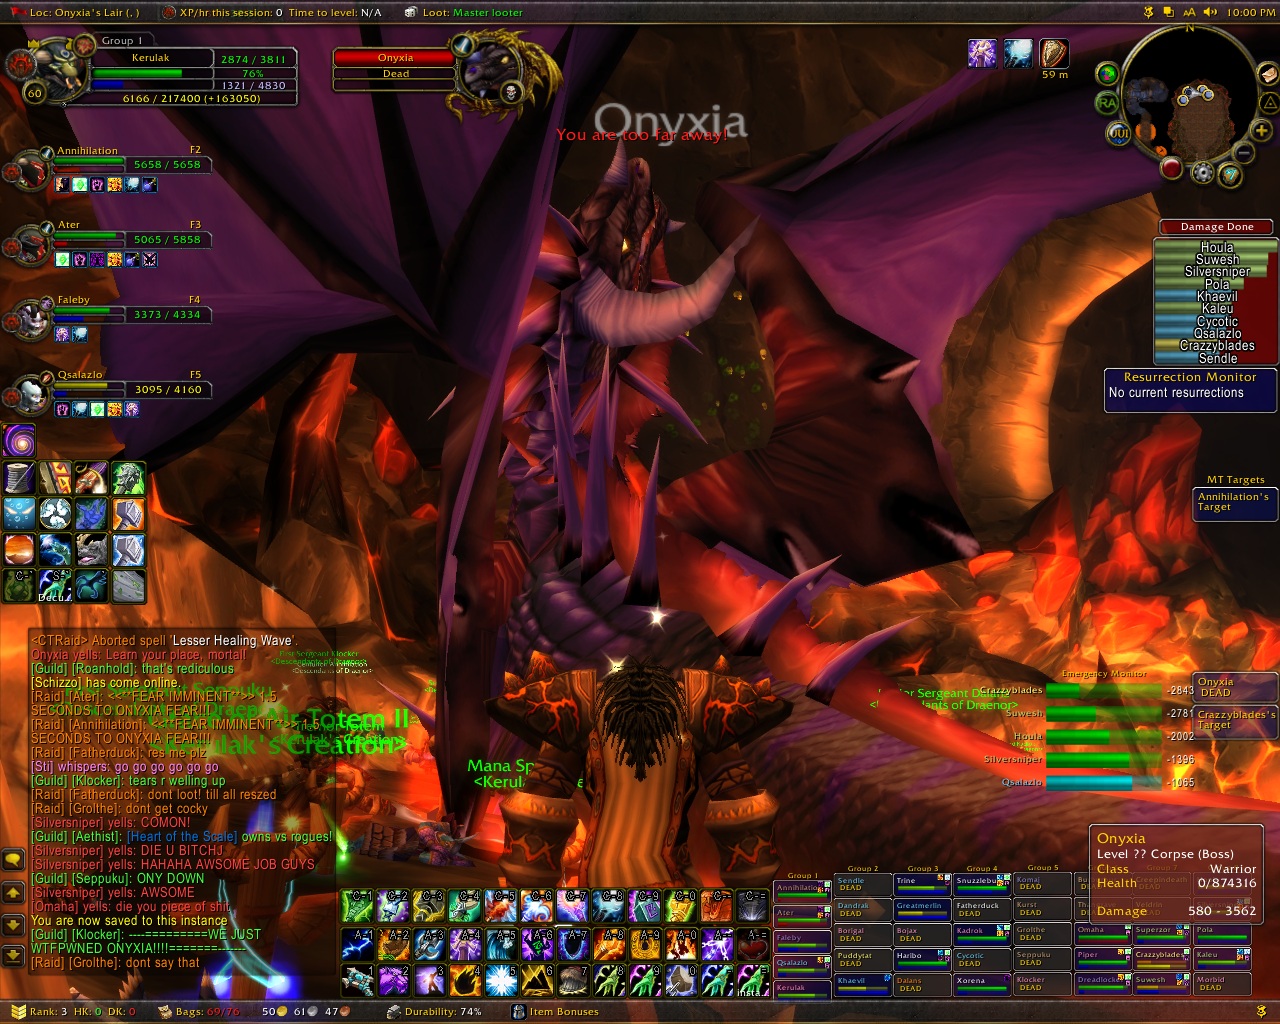 Loc: Onyxia's Lair (, ) XP/hr this session: 0 Time to level: N/A Loot: Master looter 10:00 PM
Group 1
Kerulak 2874 / 3811
76%
60 1321 / 4830
6166 / 217400 (+163050)
Onyxia
Dead
59 m
Onyxia
You are too far away!
Annihilation F2
5658 / 5658
Ater F3
5065 / 5858
Faleby F4
3373 / 4334
Qsalazlo F5
3095 / 4160
N
RA
Damage Done
Houla
Suwesh
Silversniper
Pola
Khaevil
Kaleu
Cycotic
Qsalazlo
Crazzyblades
Sendle
Resurrection Monitor
No current resurrections
MT Targets
Annihilation's
Target
<CTRaid> Aborted spell 'Lesser Healing Wave'.
Onyxia yells: Learn your place, mortal!
[Guild] [Roanhold]: that's rediculous
[Schizzo] has come online.
SECONDS TO ONYXIA FEAR!!!
[Raid] [Annihilation]: <<**FEAR IMMINENT**>> 1.5
SECONDS TO ONYXIA FEAR!!!
[Raid] [Fatherduck]: res me plz
[Sti] whispers: go go go go go go
[Guild] [Klocker]: tears r welling up
[Raid] [Fatherduck]: dont loot! till all reszed
[Raid] [Grolthe]: dont get cocky
[Silversniper] yells: COMON!
[Guild] [Aethist]: [Heart of the Scale] owns vs rogues!
[Silversniper] yells: DIE U BITCHJ
[Silversniper] yells: HAHAHA AWSOME JOB GUYS
[Guild] [Seppuku]: ONY DOWN
[Silversniper] yells: AWSOME
[Omaha] yells: die you piece of shit
You are now saved to this instance
[Guild] [Klocker]: ----=========WE JUST
WTFPWNED ONYXIA!!!!===========----
[Raid] [Grolthe]: dont say that
Totem II
<Kerulak's Creation>
Mana Sp
<Kerul
Emergency Monitor
Crazzyblades -2843
Suwesh -2781
Houla -2002
Silversniper -1396
Qsalazlo -1065
Onyxia
DEAD
Crazzyblades's
Target
Onyxia
Level ?? Corpse (Boss)
Class Warrior
Health 0/874316
Damage 580 - 3562
Group 1
Annihilatio
Ater
Faleby
Qsalazlo
Kerulak
Group 2
Sendle
DEAD
Dandrak
DEAD
Borigal
DEAD
Puddytat
DEAD
Khaevil
Group 3
Trine
Greatmerlin
Bojax
DEAD
Haribo
Dalans
DEAD
Group 4
Snuzzlebu
Fatherduck
DEAD
Kadrok
Cycotic
DEAD
Xorena
Group 5
Komaj
DEAD
Kurst
DEAD
Grolthe
DEAD
Seppuku
DEAD
Klocker
DEAD
Omaha
Piper
Dreadlocke
Superzor
Crazzyblades
Suwesh
Pola
Kaleu
Morbid
DEAD
Rank: 3 HK: 0 DK: 0 Bags: 69/76 50 61 47 Durability: 74% Item Bonuses